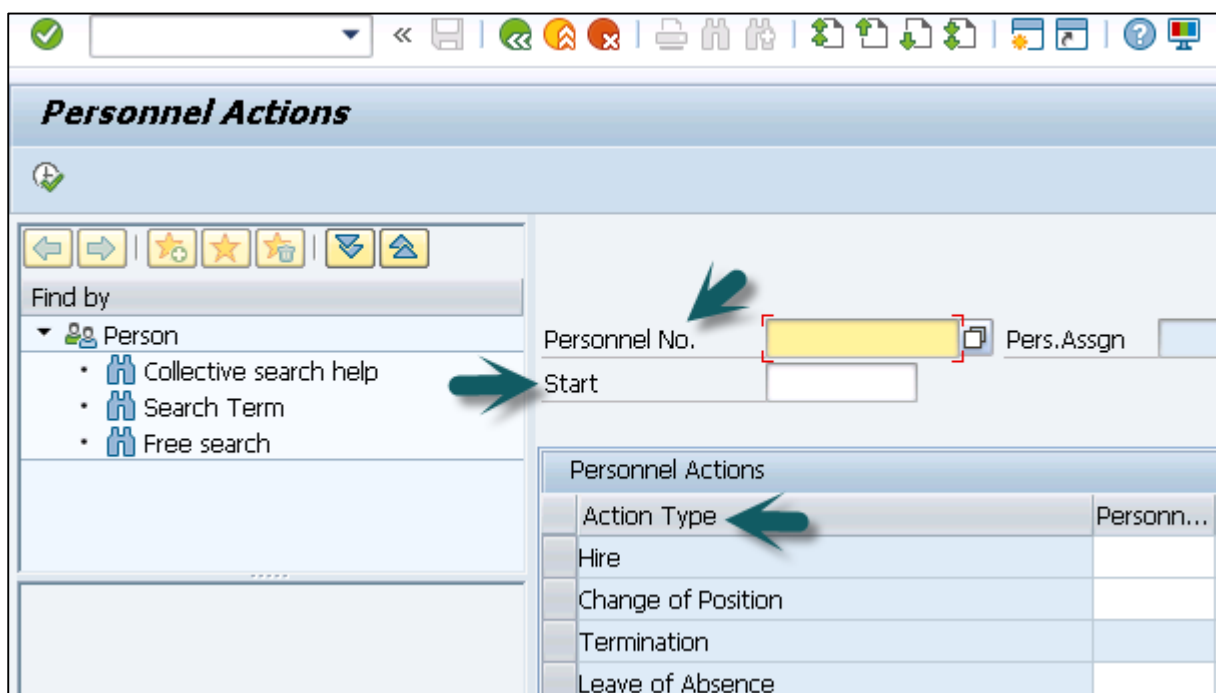 Personnel Actions
Find by
Person
Collective search help
Search Term
Free search
Personnel No.
Pers.Assgn
Start
Personnel Actions
Action Type Personn...
Hire
Change of Position
Termination
Leave of Absence